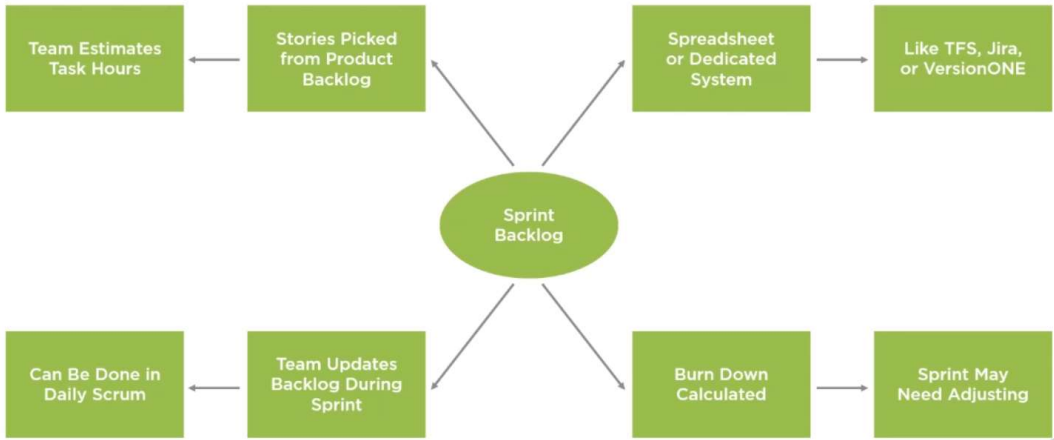 Team Estimates
Task Hours
Stories Picked
from Product
Backlog
Spreadsheet
or Dedicated
System
Like TFS, Jira,
or VersionONE
Sprint
Backlog
Can Be Done in
Daily Scrum
Team Updates
Backlog During
Sprint
Burn Down
Calculated
Sprint May
Need Adjusting